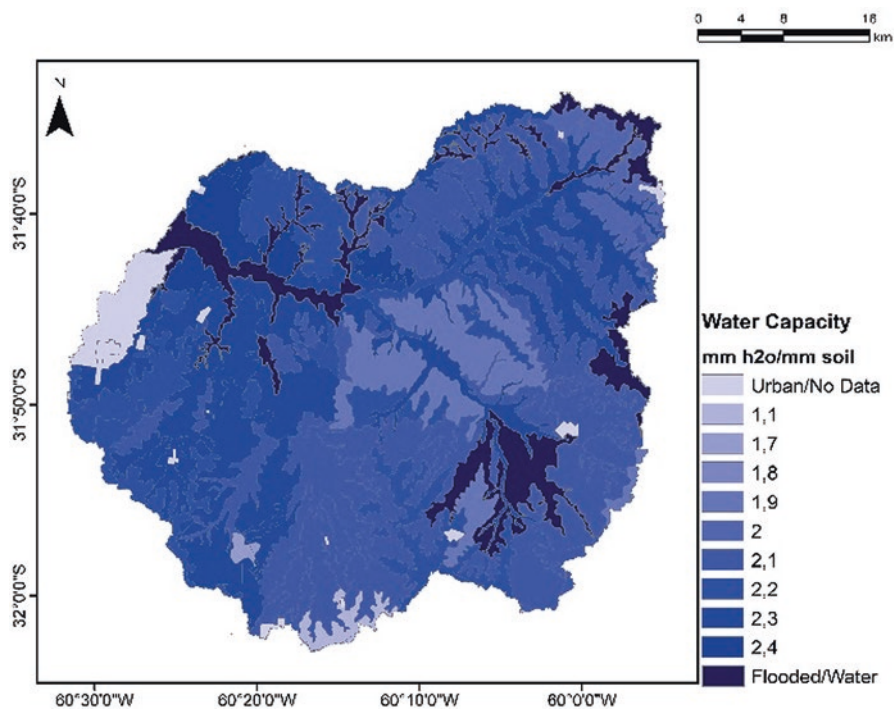 0 4 8 16
km
N
31°40'0"S
31°50'0"S
32°0'0"S
60°30'0"W 60°20'0"W 60°10'0"W 60°0'0"W
Water Capacity
mm h2o/mm soil
Urban/No Data
1,1
1,7
1,8
1,9
2
2,1
2,2
2,3
2,4
Flooded/Water